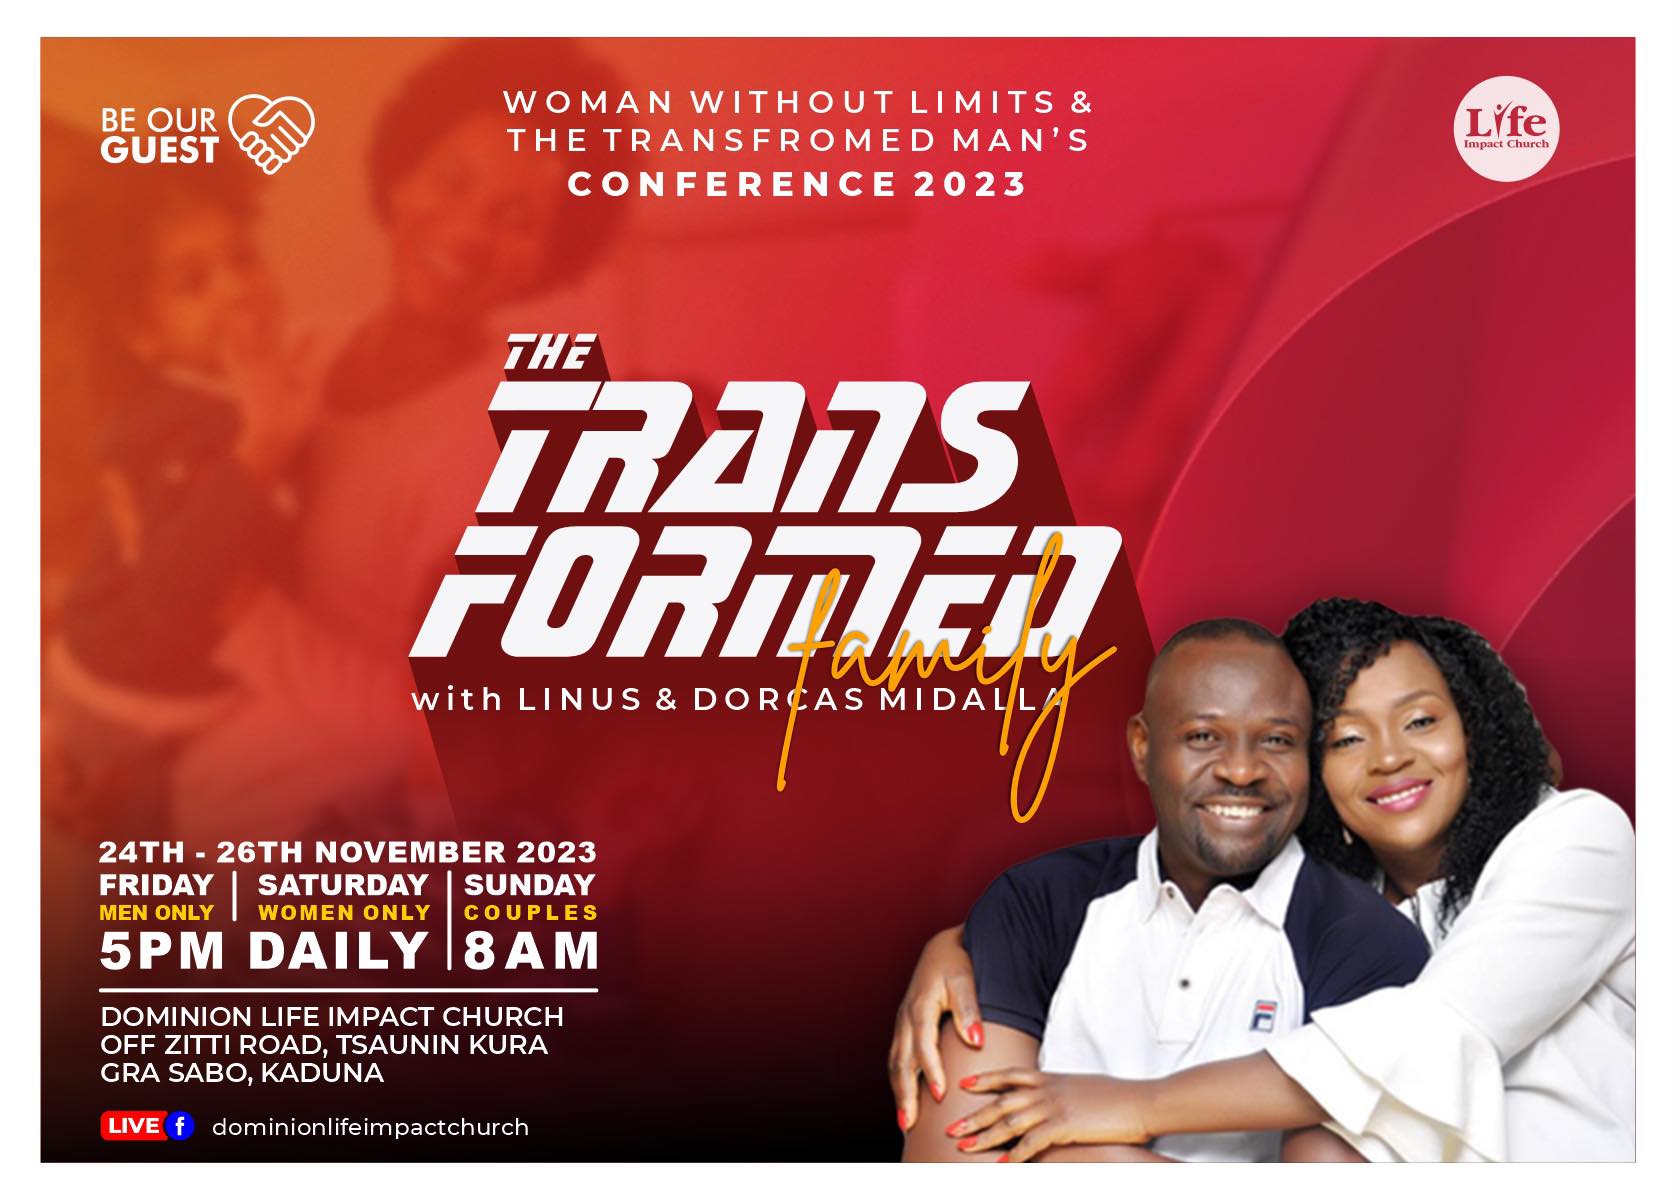 BE OUR
GUEST
WOMAN WITHOUT LIMITS &
THE TRANSFROMED MAN'S
CONFERENCE 2023
Life
Impact Church
THE
TRANS
FORMED
family
with LINUS & DORCAS MIDALLA
24TH - 26TH NOVEMBER 2023
FRIDAY | SATURDAY | SUNDAY
MEN ONLY | WOMEN ONLY | COUPLES
5PM DAILY | 8AM
DOMINION LIFE IMPACT CHURCH
OFF ZITTI ROAD, TSAUNIN KURA
GRA SABO, KADUNA
LIVE f dominionlifeimpactchurch
F